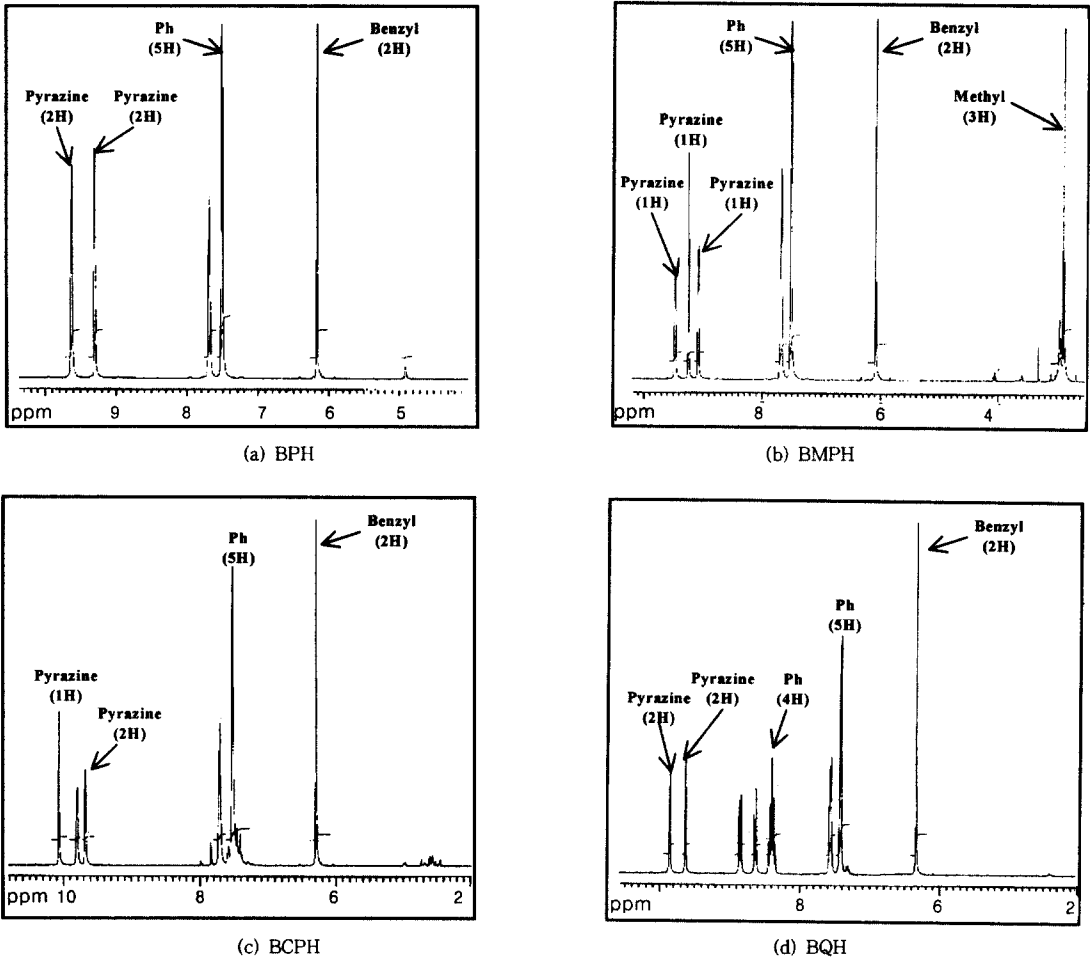 Ph
(5H)
Benzyl
(2H)
Pyrazine
(2H)
Pyrazine
(2H)
ppm 9 8 7 6 5
(a) BPH
Ph
(5H)
Benzyl
(2H)
Methyl
(3H)
Pyrazine
(1H)
Pyrazine
(1H)
Pyrazine
(1H)
ppm 8 6 4
(b) BMPH
Benzyl
(2H)
Ph
(5H)
Pyrazine
(1H)
Pyrazine
(2H)
ppm 10 8 6 2
(c) BCPH
Benzyl
(2H)
Ph
(5H)
Pyrazine
(2H)
Pyrazine
(2H)
Ph
(4H)
ppm 8 6 2
(d) BQH